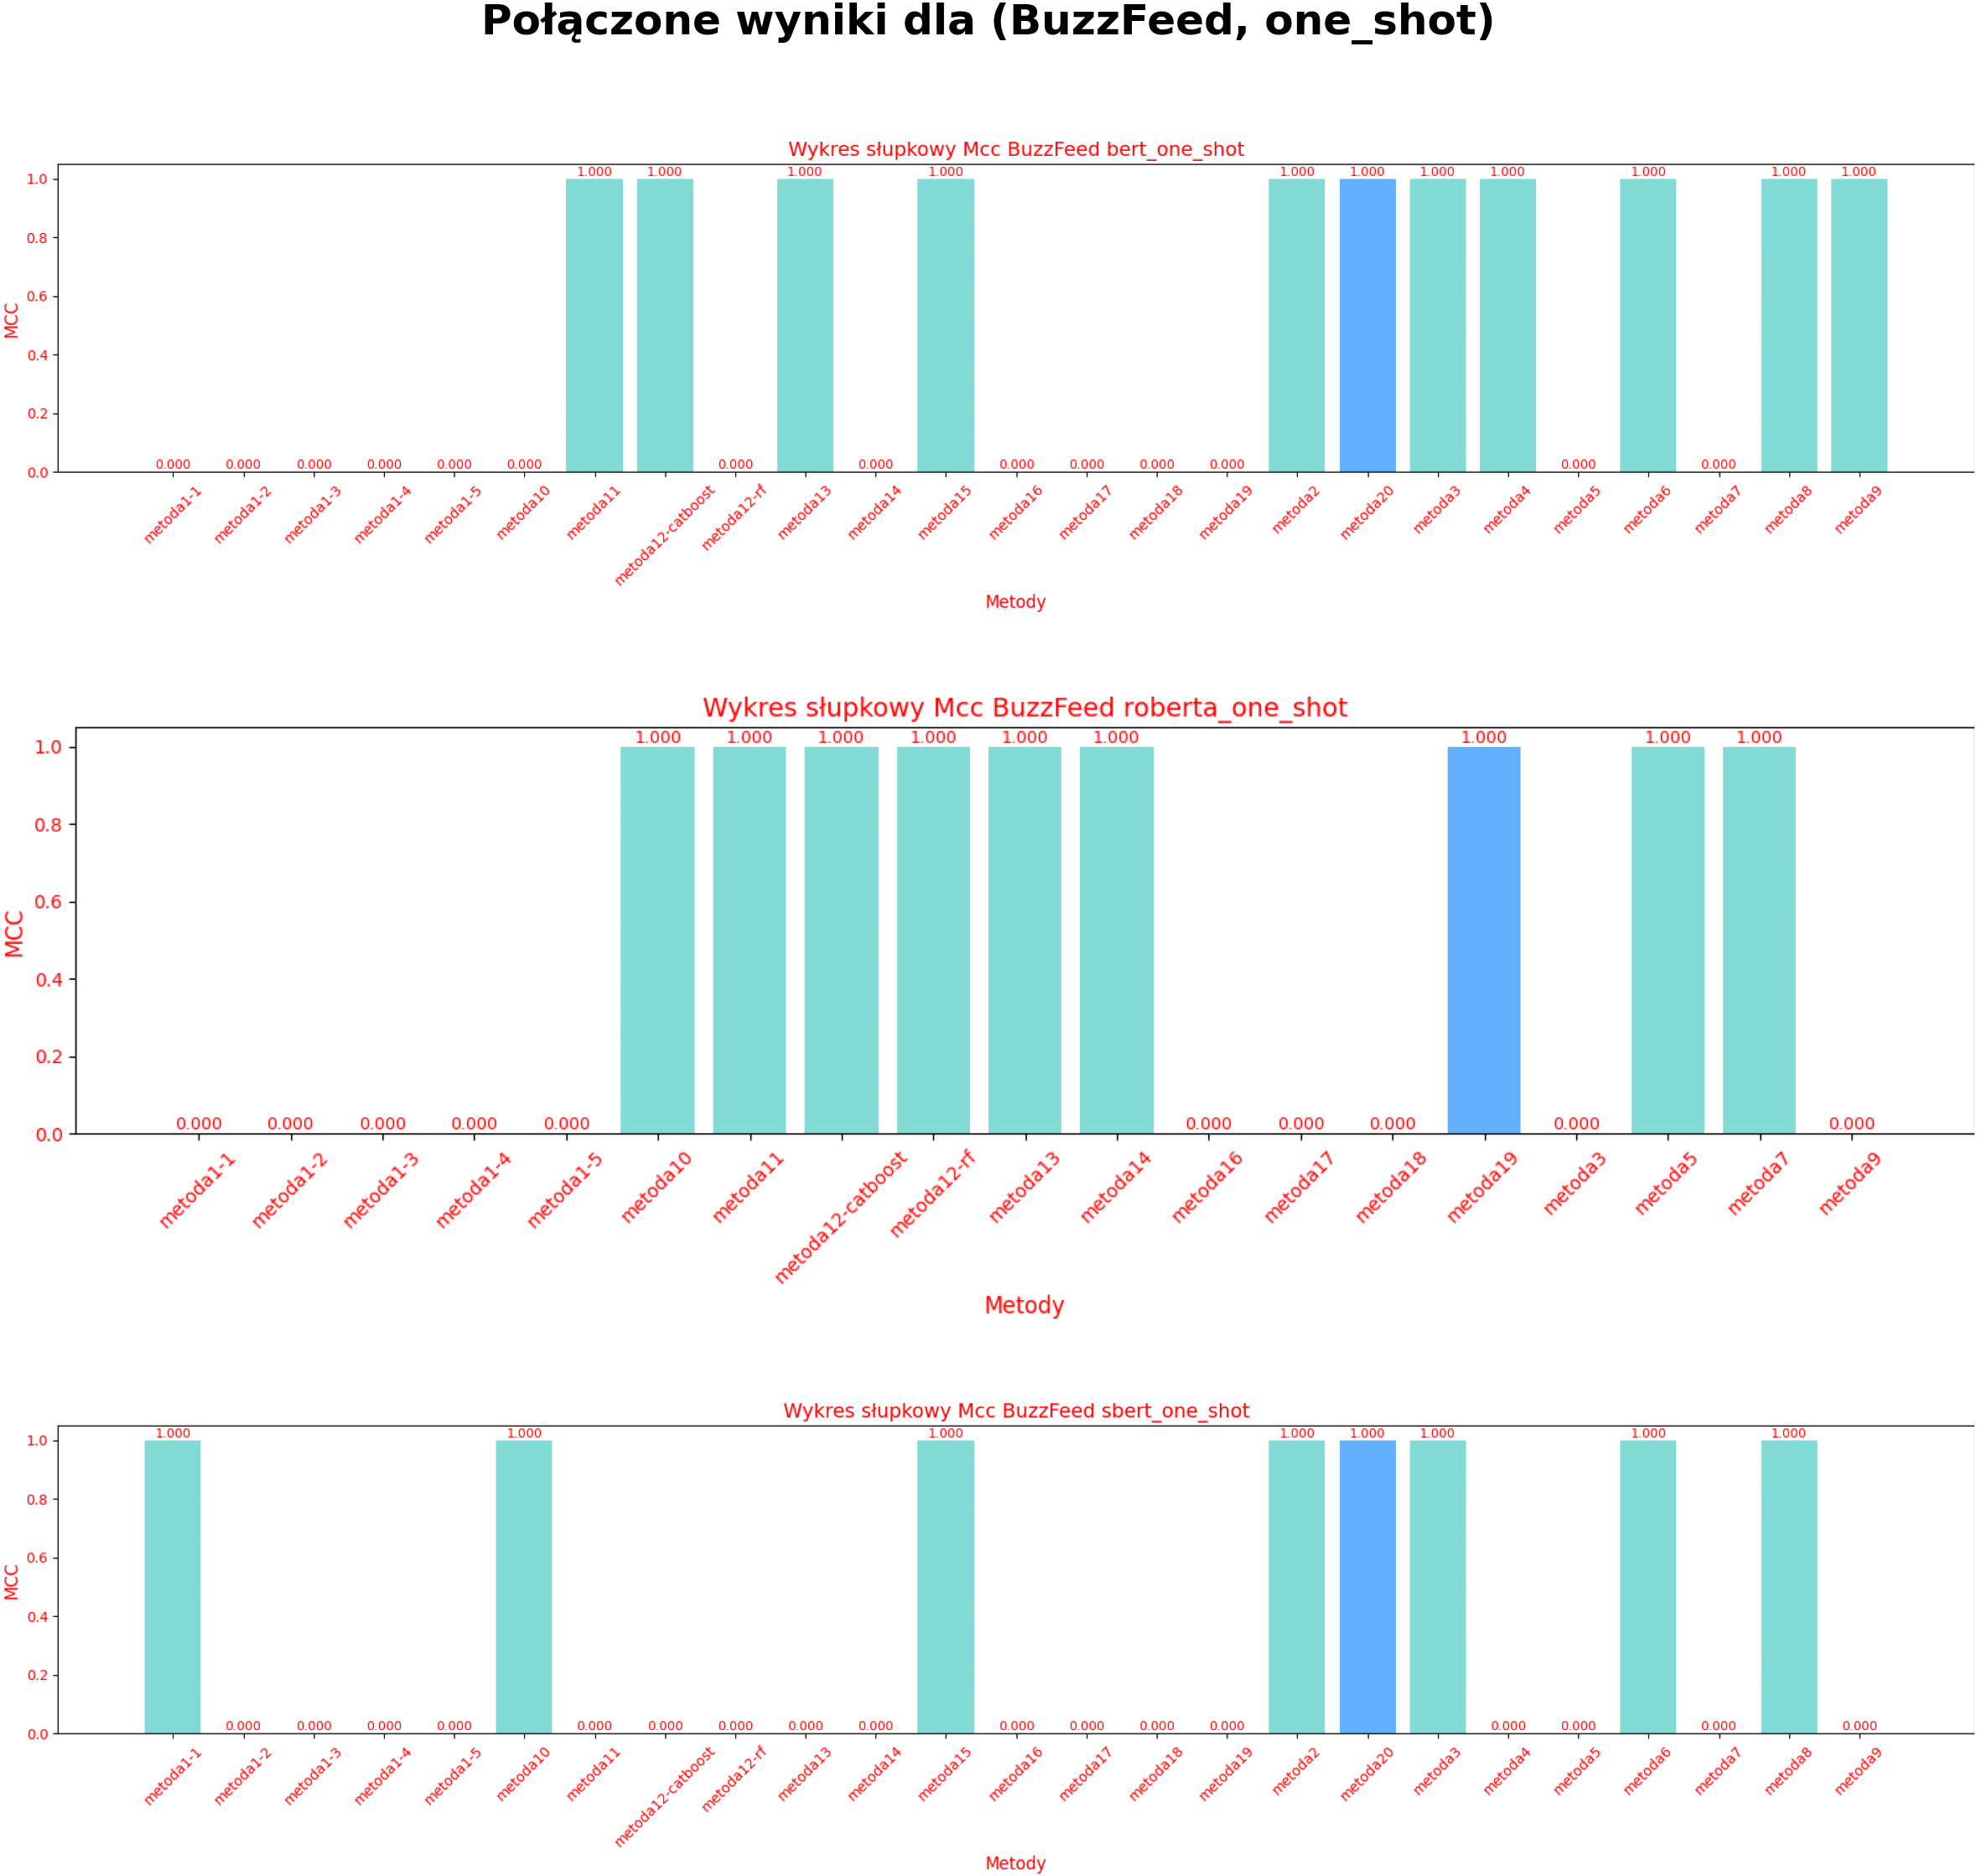 Połączone wyniki dla (BuzzFeed, one_shot)
Wykres słupkowy Mcc BuzzFeed bert_one_shot
1.000 1.000 1.000 1.000 1.000 1.000 1.000 1.000 1.000 1.000 1.000
1.0
0.8
0.6
MCC
0.4
0.2
0.000 0.000 0.000 0.000 0.000 0.000 0.000 0.000 0.000 0.000 0.000 0.000 0.000 0.000
0.0
metoda1-1 metoda1-2 metoda1-3 metoda1-4 metoda1-5 metoda10 metoda11 metoda12-catboost metoda12-rf metoda13 metoda14 metoda15 metoda16 metoda17 metoda18 metoda19 metoda2 metoda20 metoda3 metoda4 metoda5 metoda6 metoda7 metoda8 metoda9
Metody
Wykres słupkowy Mcc BuzzFeed roberta_one_shot
1.000 1.000 1.000 1.000 1.000 1.000 1.000 1.000 1.000
1.0
0.8
0.6
MCC
0.4
0.2
0.000 0.000 0.000 0.000 0.000 0.000 0.000 0.000 0.000 0.000
0.0
metoda1-1 metoda1-2 metoda1-3 metoda1-4 metoda1-5 metoda10 metoda11 metoda12-catboost metoda12-rf metoda13 metoda14 metoda16 metoda17 metoda18 metoda19 metoda3 metoda5 metoda7 metoda9
Metody
Wykres słupkowy Mcc BuzzFeed sbert_one_shot
1.000 1.000 1.000 1.000 1.000 1.000 1.000 1.000
1.0
0.8
0.6
MCC
0.4
0.2
0.000 0.000 0.000 0.000 0.000 0.000 0.000 0.000 0.000 0.000 0.000 0.000 0.000 0.000 0.000 0.000 0.000
0.0
metoda1-1 metoda1-2 metoda1-3 metoda1-4 metoda1-5 metoda10 metoda11 metoda12-catboost metoda12-rf metoda13 metoda14 metoda15 metoda16 metoda17 metoda18 metoda19 metoda2 metoda20 metoda3 metoda4 metoda5 metoda6 metoda7 metoda8 metoda9
Metody